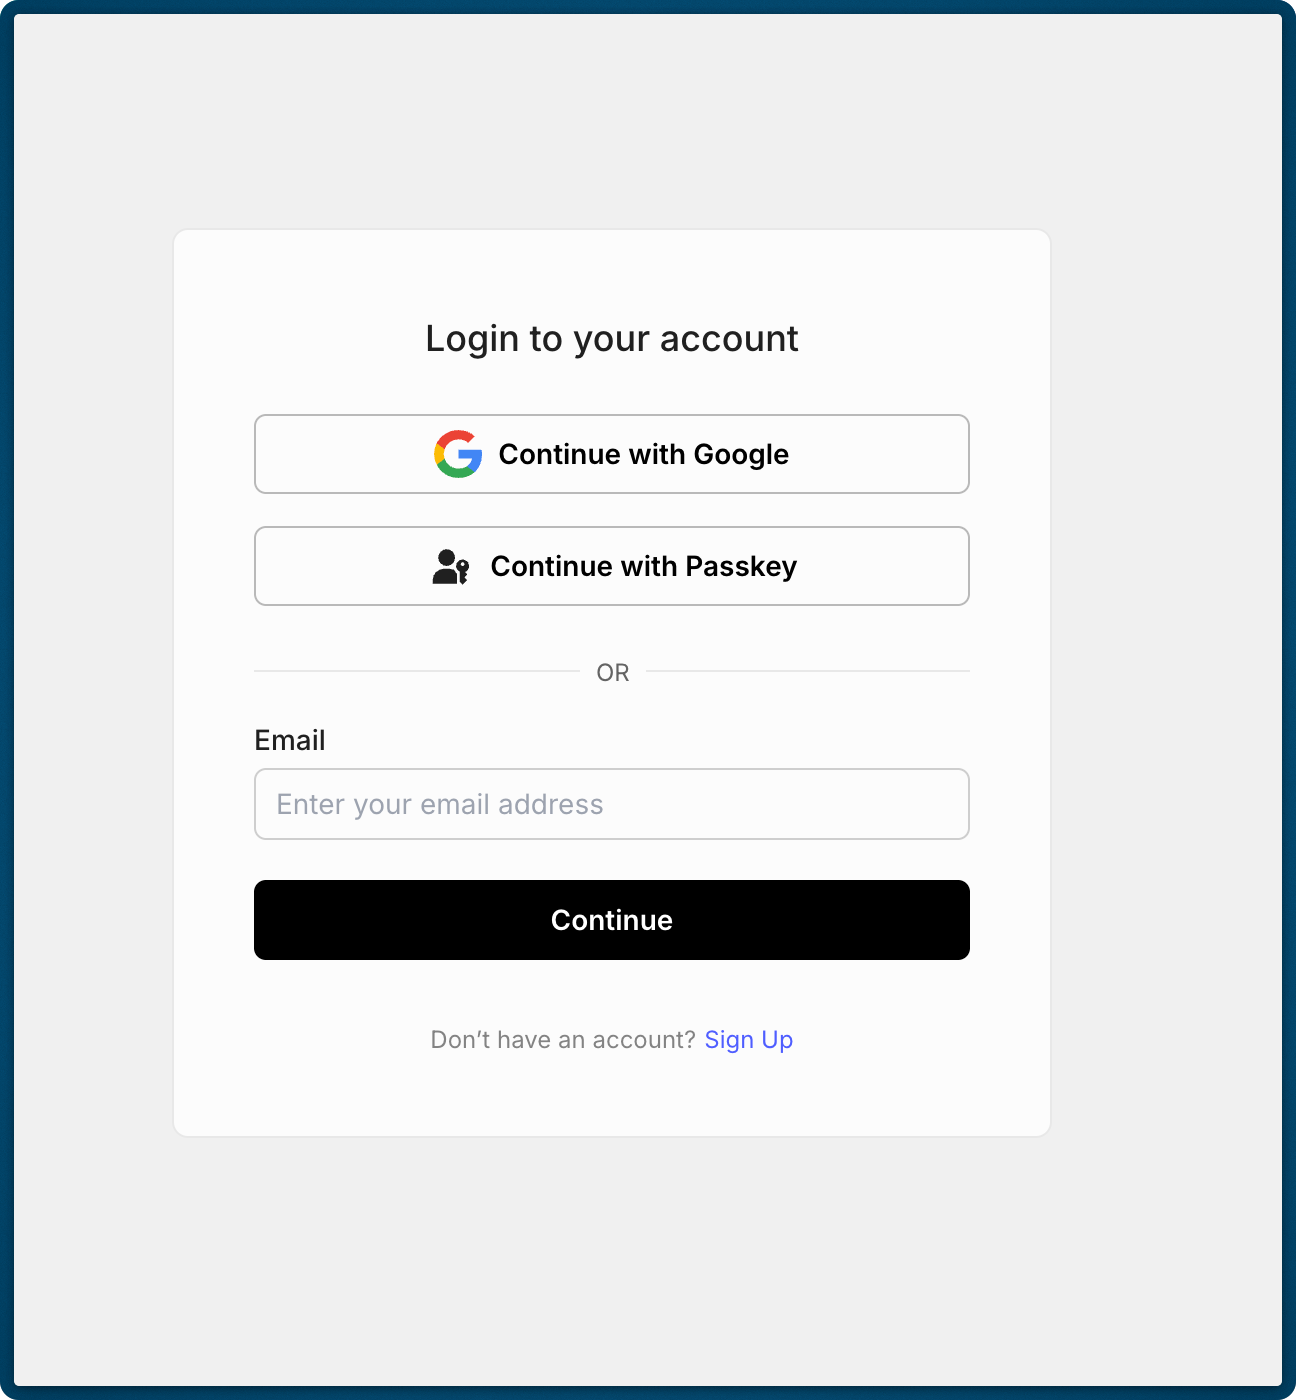 Login to your account
Continue with Google
Continue with Passkey
OR
Email
Enter your email address
Continue
Don’t have an account? Sign Up